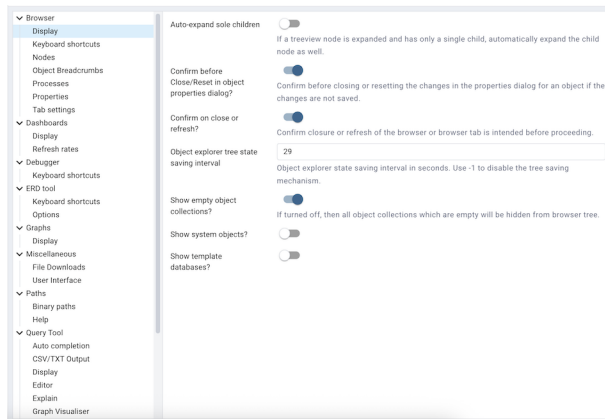 Browser
Display
Keyboard shortcuts
Nodes
Object Breadcrumbs
Processes
Properties
Tab settings
Dashboards
Display
Refresh rates
Debugger
Keyboard shortcuts
ERD tool
Keyboard shortcuts
Options
Graphs
Display
Miscellaneous
File Downloads
User Interface
Paths
Binary paths
Help
Query Tool
Auto completion
CSV/TXT Output
Display
Editor
Explain
Graph Visualiser
Auto-expand sole children
If a treeview node is expanded and has only a single child, automatically expand the child
node as well.
Confirm before
Close/Reset in object
properties dialog?
Confirm before closing or resetting the changes in the properties dialog for an object if the
changes are not saved.
Confirm on close or
refresh?
Confirm closure or refresh of the browser or browser tab is intended before proceeding.
Object explorer tree state
saving interval
29
Object explorer state saving interval in seconds. Use -1 to disable the tree saving
mechanism.
Show empty object
collections?
If turned off, then all object collections which are empty will be hidden from browser tree.
Show system objects?
Show template
databases?